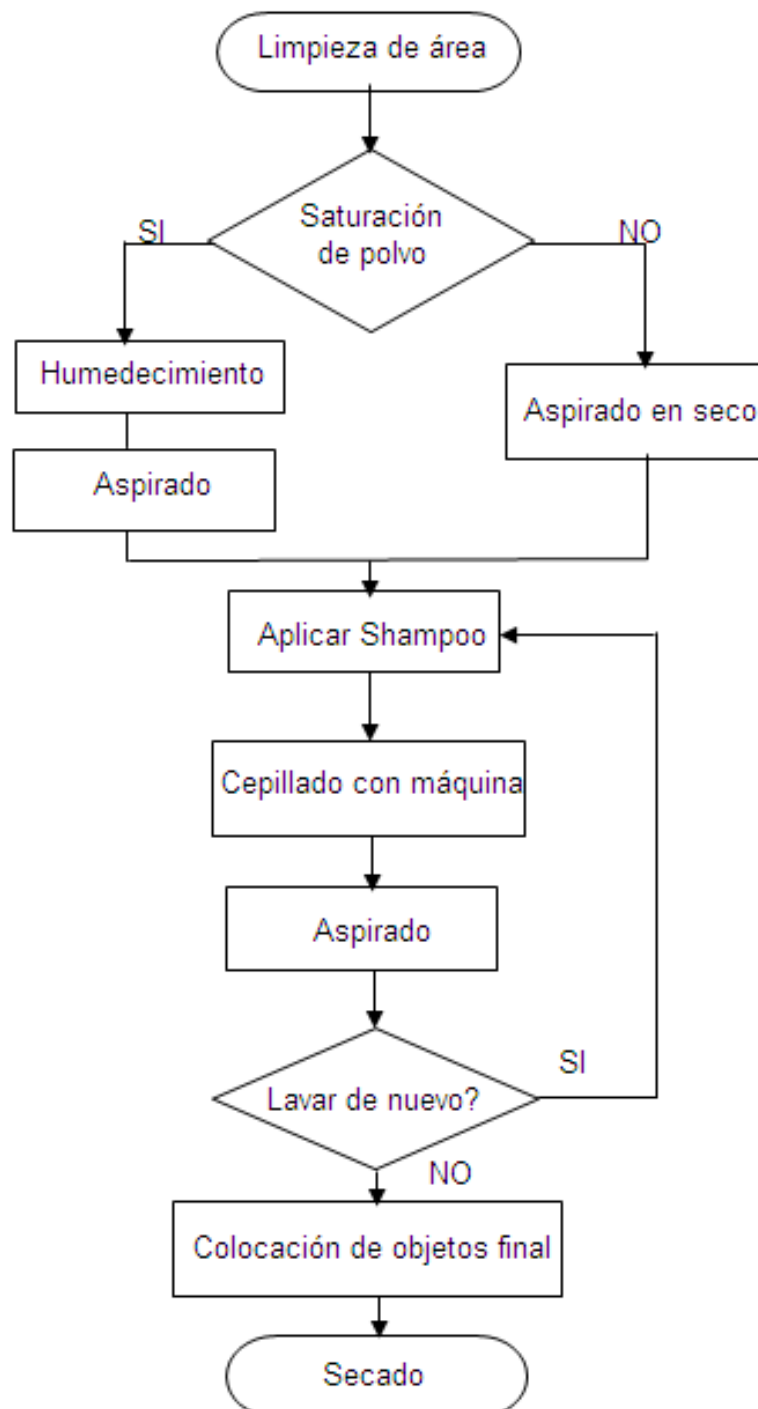 Limpieza de área
Saturación
de polvo
SI
NO
Humedecimiento
Aspirado en seco
Aspirado
Aplicar Shampoo
Cepillado con máquina
Aspirado
Lavar de nuevo?
SI
NO
Colocación de objetos final
Secado